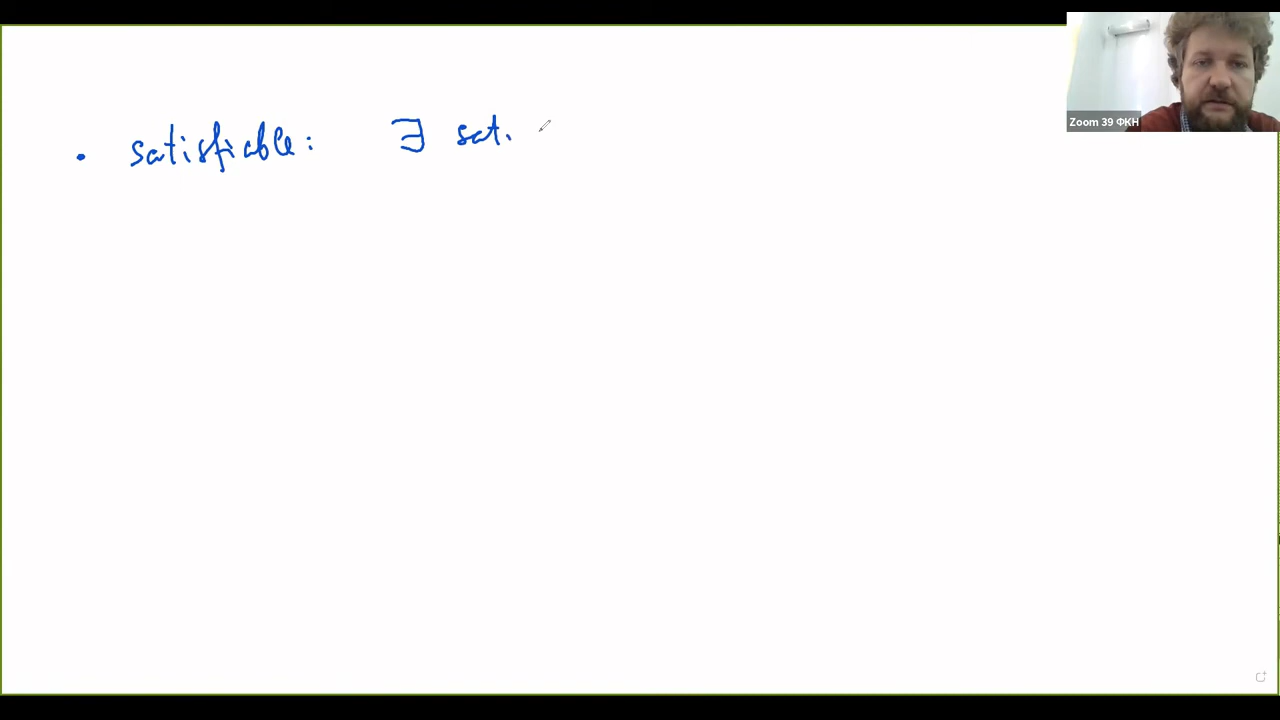 Zoom 39 ФКН
• satisfiable: ∃ sat.